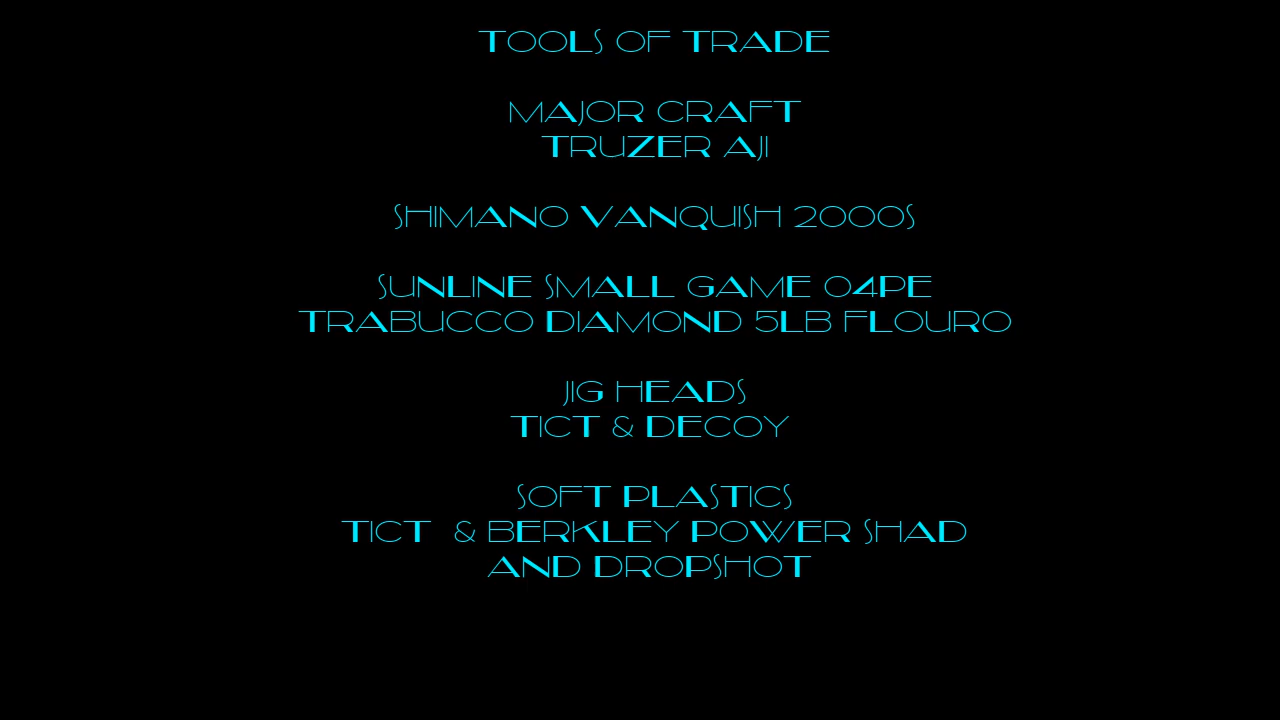 TOOLS OF TRADE
MAJOR CRAFT
TRUZER AJI
SHIMANO VANQUISH 2000S
SUNLINE SMALL GAME 04PE
TRABUCCO DIAMOND 5LB FLOURO
JIG HEADS
TICT & DECOY
SOFT PLASTICS
TICT & BERKLEY POWER SHAD
AND DROPSHOT